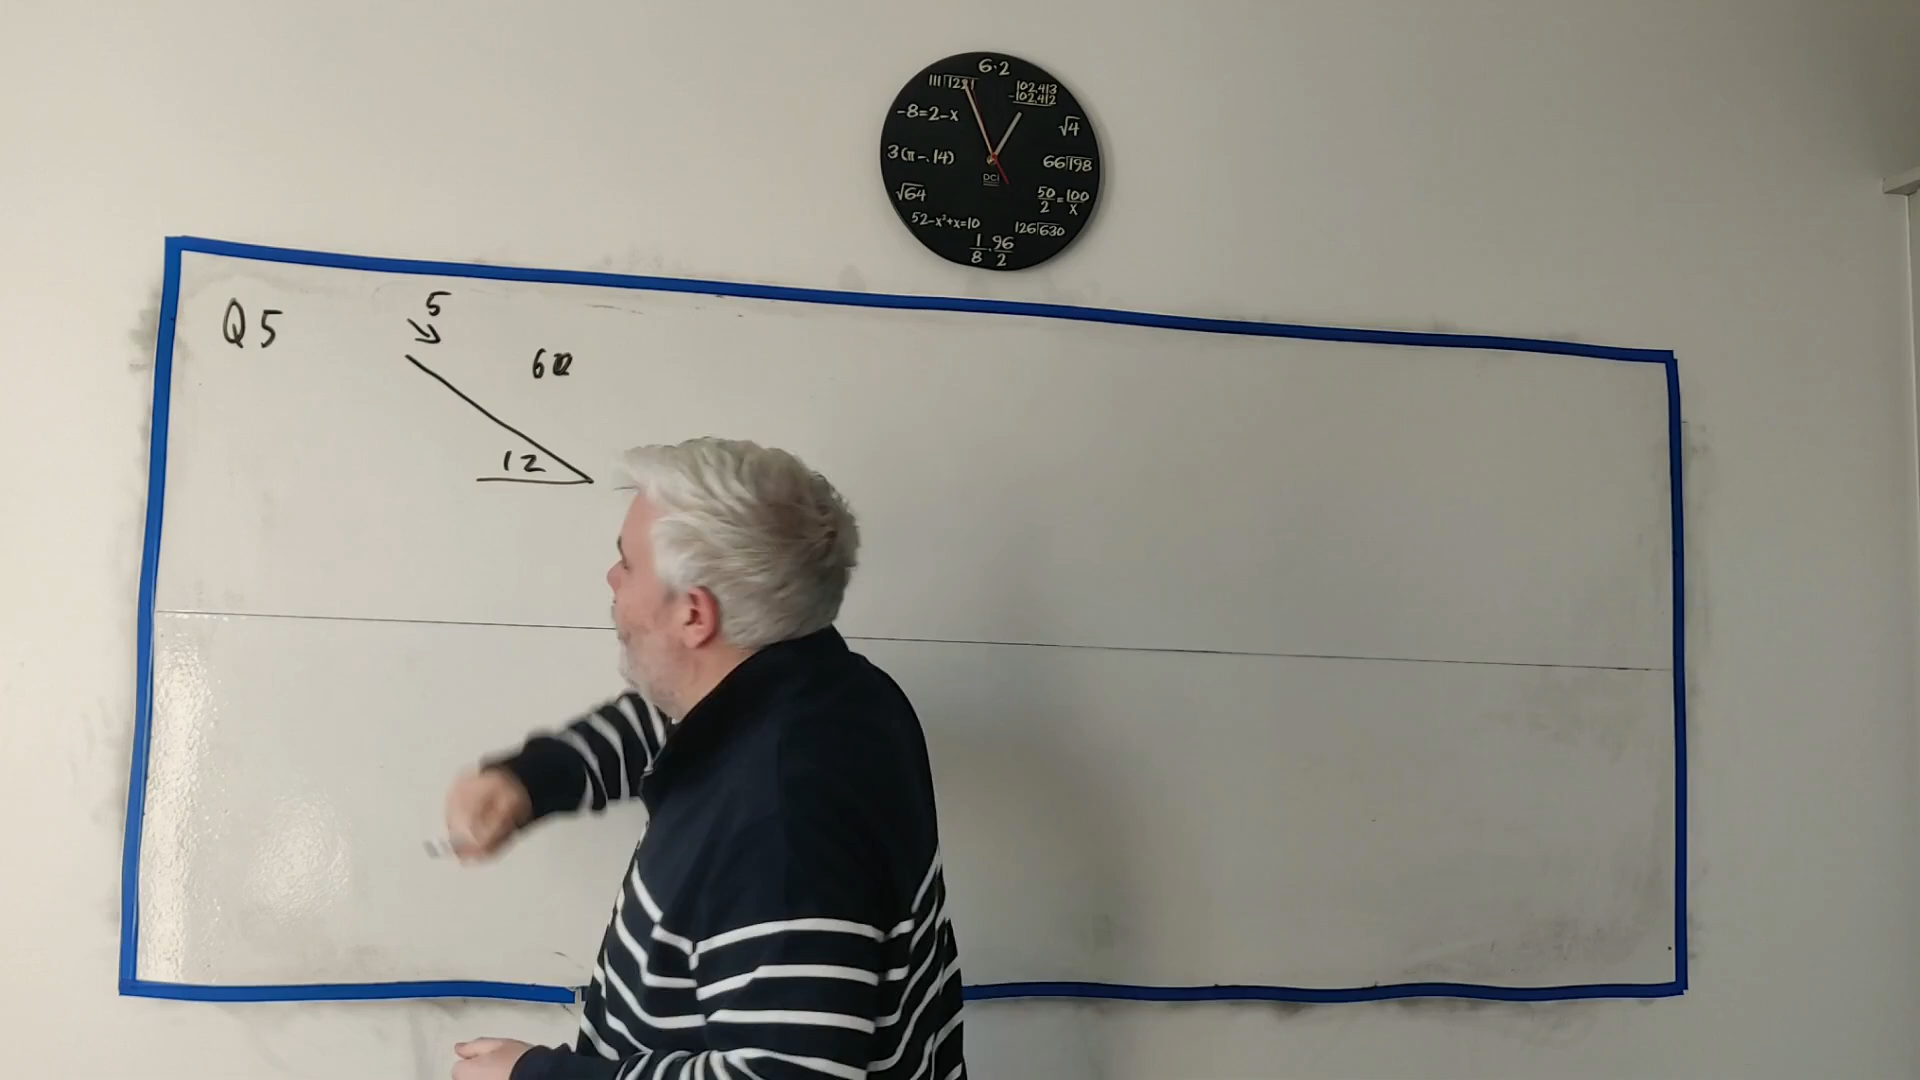 6·2
111⟌1221
102,413
-102,412
-8=2-x
√4
3(π-.14)
66⟌198
√64
50/2=100/x
DCI
52-x²+x=10
126⟌630
1/8·96/2
Q5
5
12